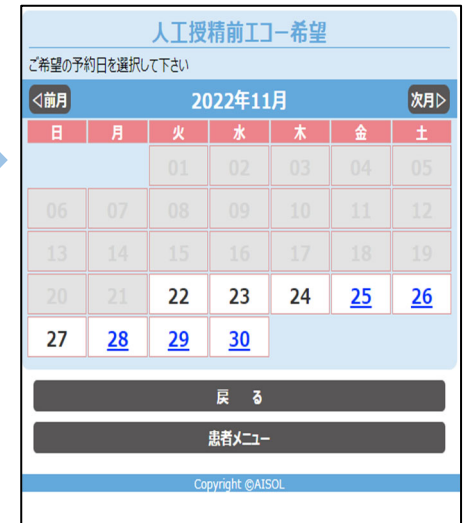 人工授精前エコー希望
ご希望の予約日を選択して下さい
◁前月 2022年11月 次月▷
日 月 火 水 木 金 土
01 02 03 04 05
06 07 08 09 10 11 12
13 14 15 16 17 18 19
20 21 22 23 24 25 26
27 28 29 30
戻 る
患者メニュー
Copyright ©AISOL